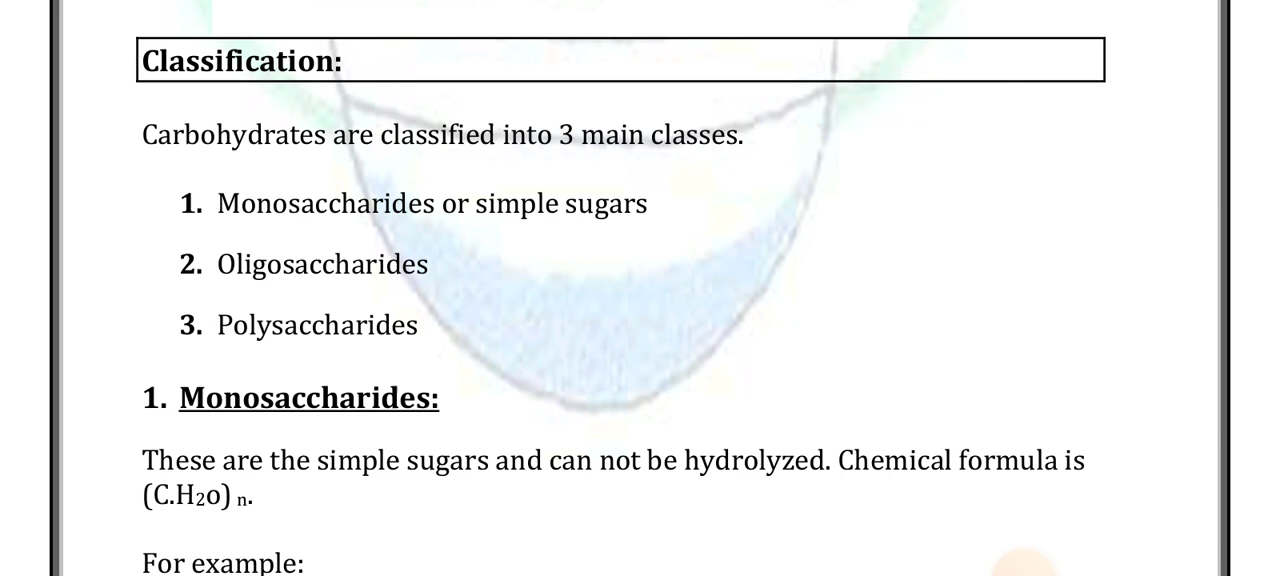 Classification:
Carbohydrates are classified into 3 main classes.
1. Monosaccharides or simple sugars
2. Oligosaccharides
3. Polysaccharides
1. Monosaccharides:
These are the simple sugars and can not be hydrolyzed. Chemical formula is
(C.H₂o) n.
For example: